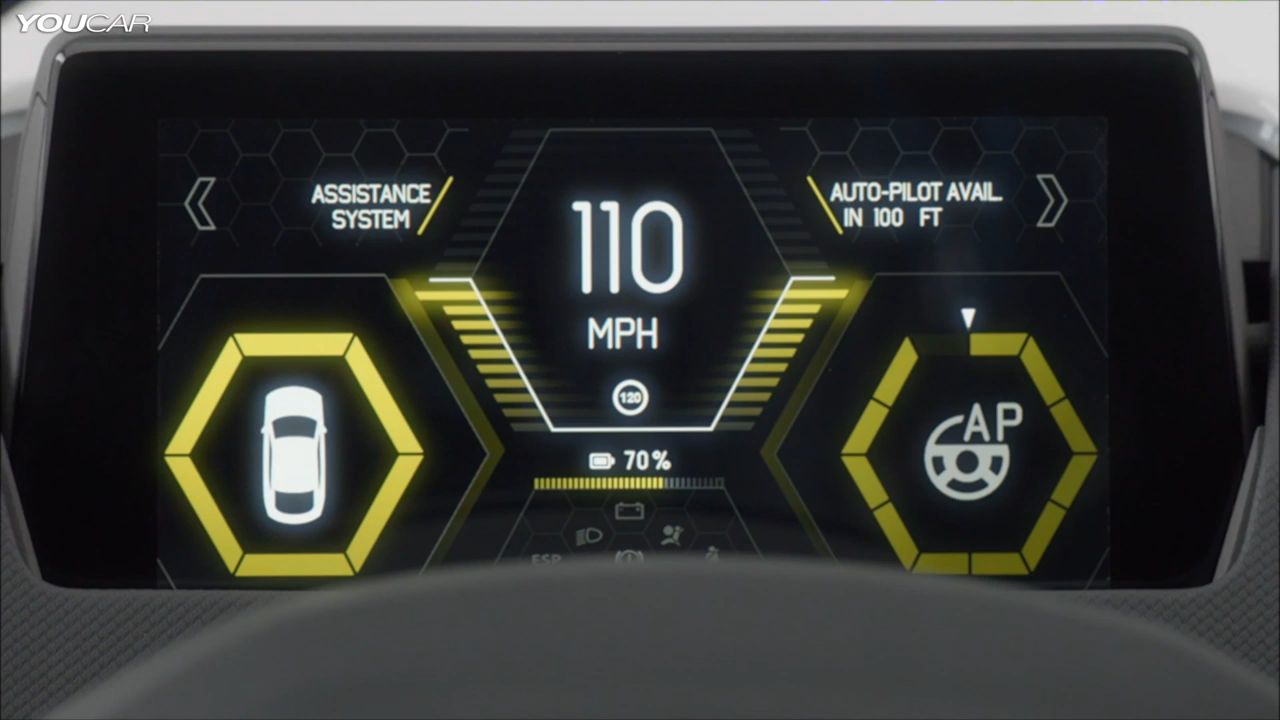 YOUCAR
ASSISTANCE
SYSTEM
110
MPH
120
AUTO-PILOT AVAIL.
IN 100 FT
70%
AP
ESP